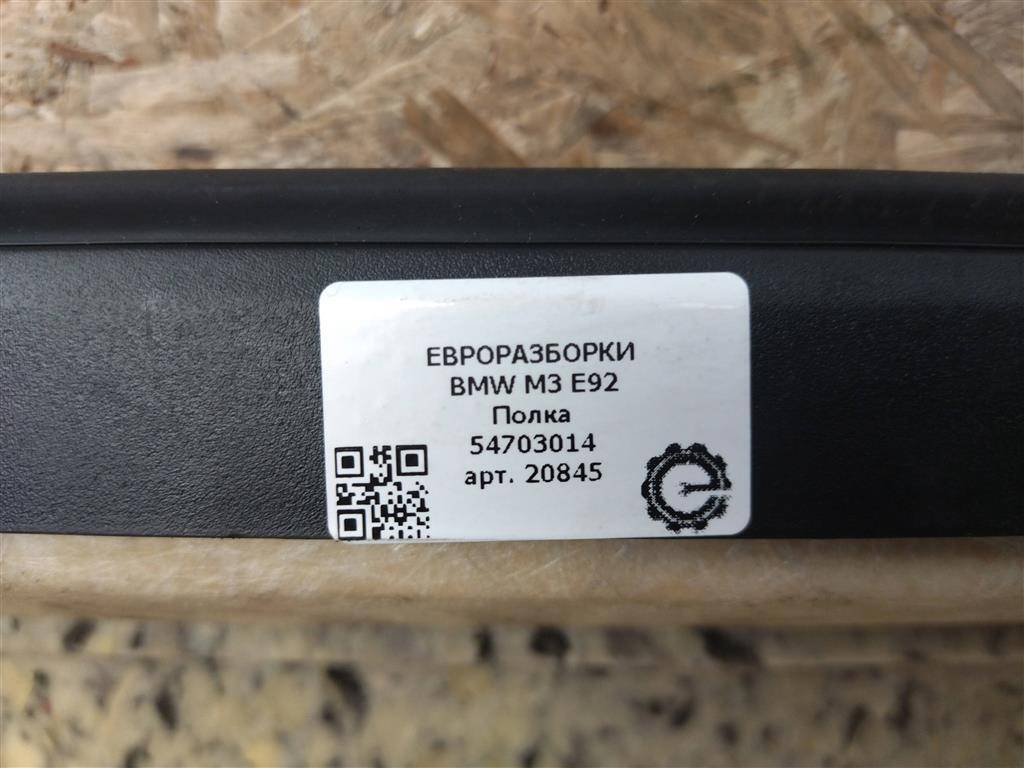 ЕВРОРАЗБОРКИ
BMW M3 E92
Полка
54703014
арт. 20845